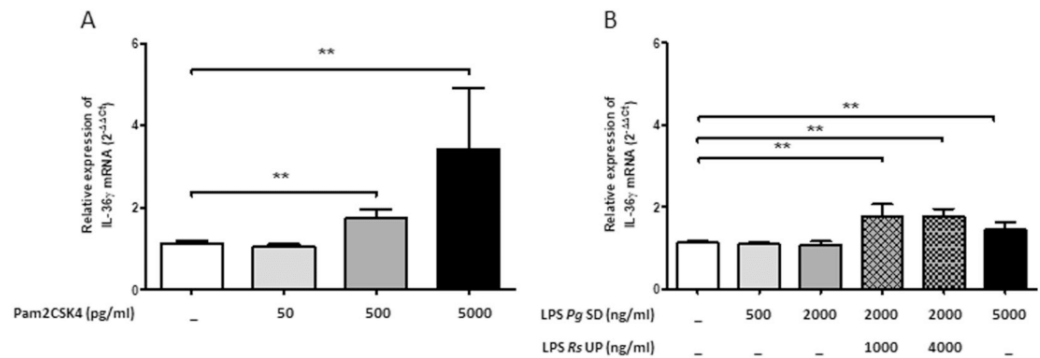 A
Relative expression of
IL-36γ mRNA (2^-ΔΔCt)
6
4
2
0
**
**
Pam2CSK4 (pg/ml)
_ 50 500 5000
B
Relative expression of
IL-36γ mRNA (2^-ΔΔCt)
6
4
2
0
**
**
**
LPS Pg SD (ng/ml) _ 500 2000 2000 2000 5000
LPS Rs UP (ng/ml) _ _ _ 1000 4000 _